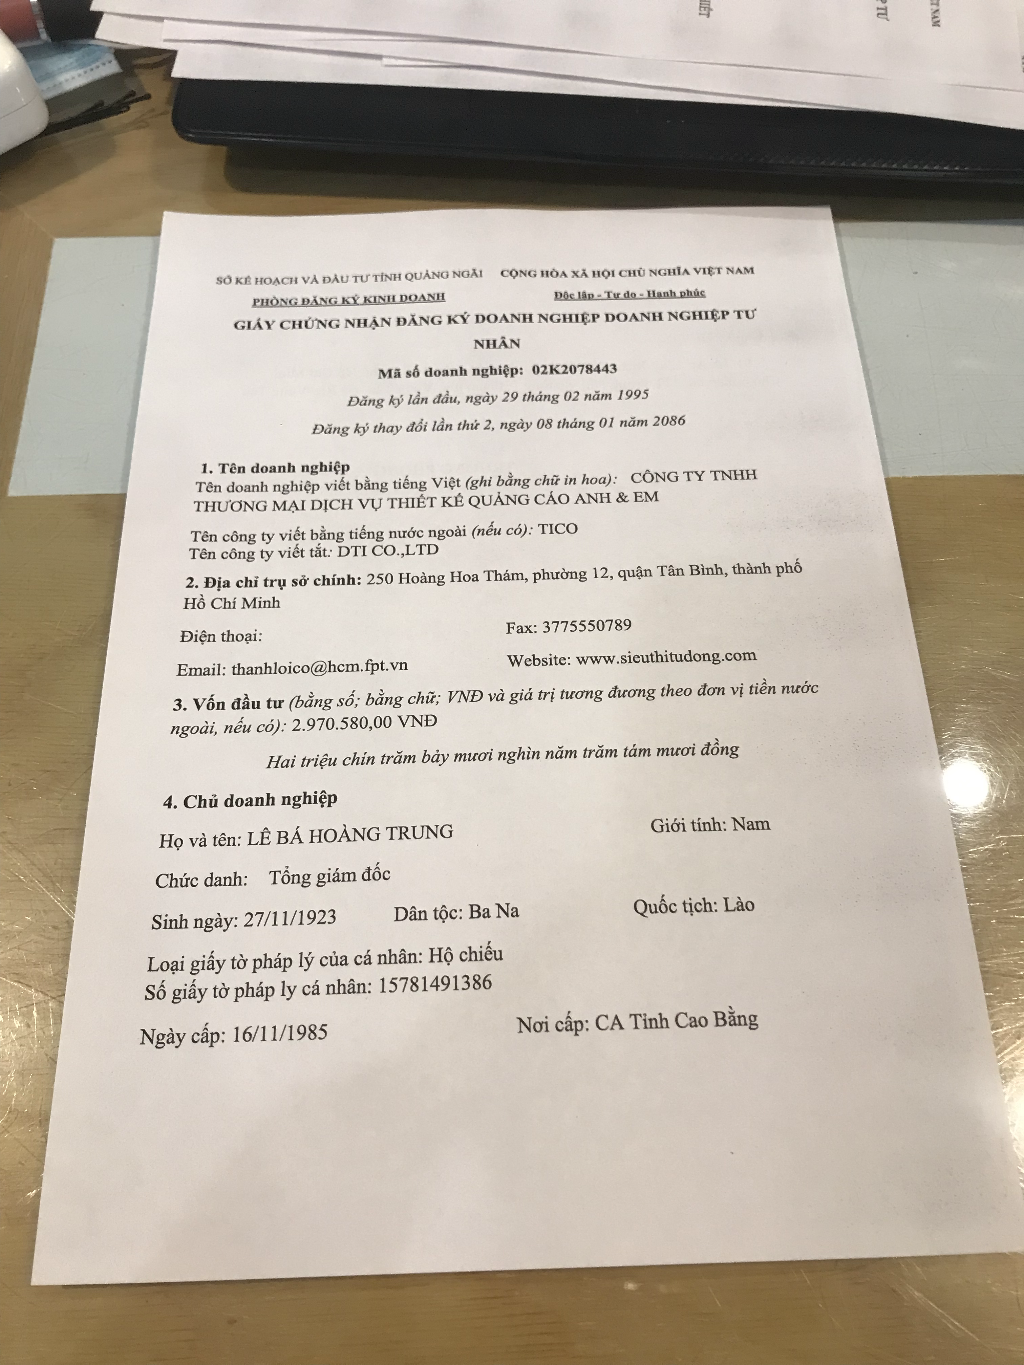 IẾT
P TƯ
T NAM
SỞ KẾ HOẠCH VÀ ĐẦU TƯ TỈNH QUẢNG NGÃI CỘNG HÒA XÃ HỘI CHỦ NGHĨA VIỆT NAM
PHÒNG ĐĂNG KÝ KINH DOANH Độc lập - Tự do - Hạnh phúc
GIẤY CHỨNG NHẬN ĐĂNG KÝ DOANH NGHIỆP DOANH NGHIỆP TƯ
NHÂN
Mã số doanh nghiệp: 02K2078443
Đăng ký lần đầu, ngày 29 tháng 02 năm 1995
Đăng ký thay đổi lần thứ 2, ngày 08 tháng 01 năm 2086
1. Tên doanh nghiệp
Tên doanh nghiệp viết bằng tiếng Việt (ghi bằng chữ in hoa): CÔNG TY TNHH
THƯƠNG MẠI DỊCH VỤ THIẾT KẾ QUẢNG CÁO ANH & EM
Tên công ty viết bằng tiếng nước ngoài (nếu có): TICO
Tên công ty viết tắt: DTI CO.,LTD
2. Địa chỉ trụ sở chính: 250 Hoàng Hoa Thám, phường 12, quận Tân Bình, thành phố
Hồ Chí Minh
Điện thoại: Fax: 3775550789
Email: thanhloico@hcm.fpt.vn Website: www.sieuthitudong.com
3. Vốn đầu tư (bằng số; bằng chữ; VNĐ và giá trị tương đương theo đơn vị tiền nước
ngoài, nếu có): 2.970.580,00 VNĐ
Hai triệu chín trăm bảy mươi nghìn năm trăm tám mươi đồng
4. Chủ doanh nghiệp
Họ và tên: LÊ BÁ HOÀNG TRUNG Giới tính: Nam
Chức danh: Tổng giám đốc
Sinh ngày: 27/11/1923 Dân tộc: Ba Na Quốc tịch: Lào
Loại giấy tờ pháp lý của cá nhân: Hộ chiếu
Số giấy tờ pháp ly cá nhân: 15781491386
Ngày cấp: 16/11/1985 Nơi cấp: CA Tỉnh Cao Bằng